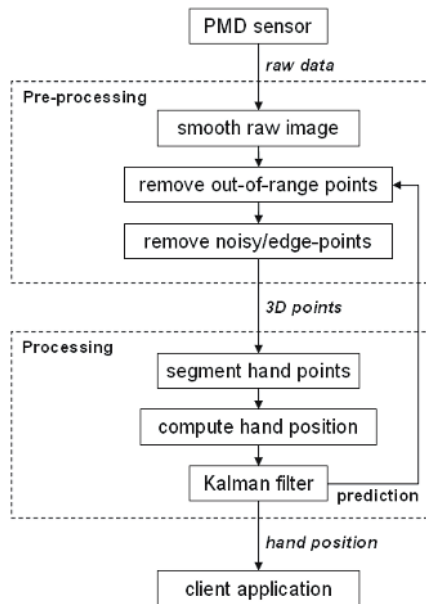 PMD sensor
raw data
Pre-processing
smooth raw image
remove out-of-range points
remove noisy/edge-points
3D points
Processing
segment hand points
compute hand position
Kalman filter
prediction
hand position
client application